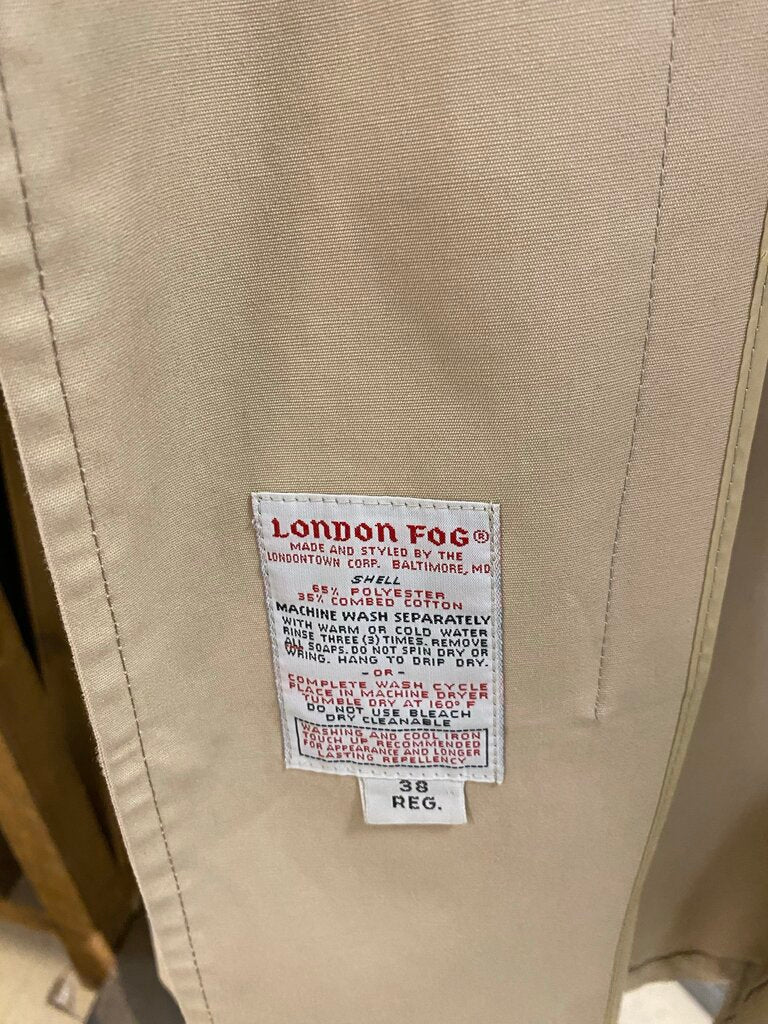 LONDON FOG®
MADE AND STYLED BY THE
LONDONTOWN CORP. BALTIMORE, MD
SHELL
65% POLYESTER
35% COMBED COTTON
MACHINE WASH SEPARATELY
WITH WARM OR COLD WATER
RINSE THREE (3) TIMES. REMOVE
ALL SOAPS. DO NOT SPIN DRY OR
WRING. HANG TO DRIP DRY.
-OR-
COMPLETE WASH CYCLE
PLACE IN MACHINE DRYER
TUMBLE DRY AT 160° F
DO NOT USE BLEACH
DRY CLEANABLE
WASHING AND COOL IRON
TOUCH UP RECOMMENDED
FOR APPEARANCE AND LONGER
LASTING REPELLENCY
38
REG.